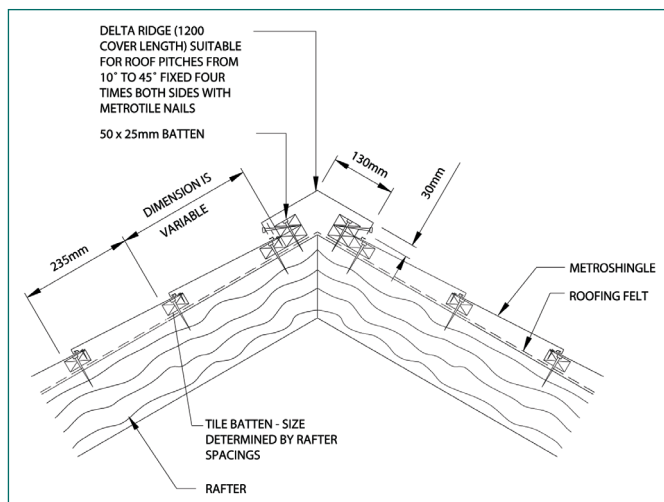 DELTA RIDGE (1200
COVER LENGTH) SUITABLE
FOR ROOF PITCHES FROM
10˚ TO 45˚ FIXED FOUR
TIMES BOTH SIDES WITH
METROTILE NAILS
50 x 25mm BATTEN
130mm
30mm
DIMENSION IS
VARIABLE
235mm
METROSHINGLE
ROOFING FELT
TILE BATTEN - SIZE
DETERMINED BY RAFTER
SPACINGS
RAFTER